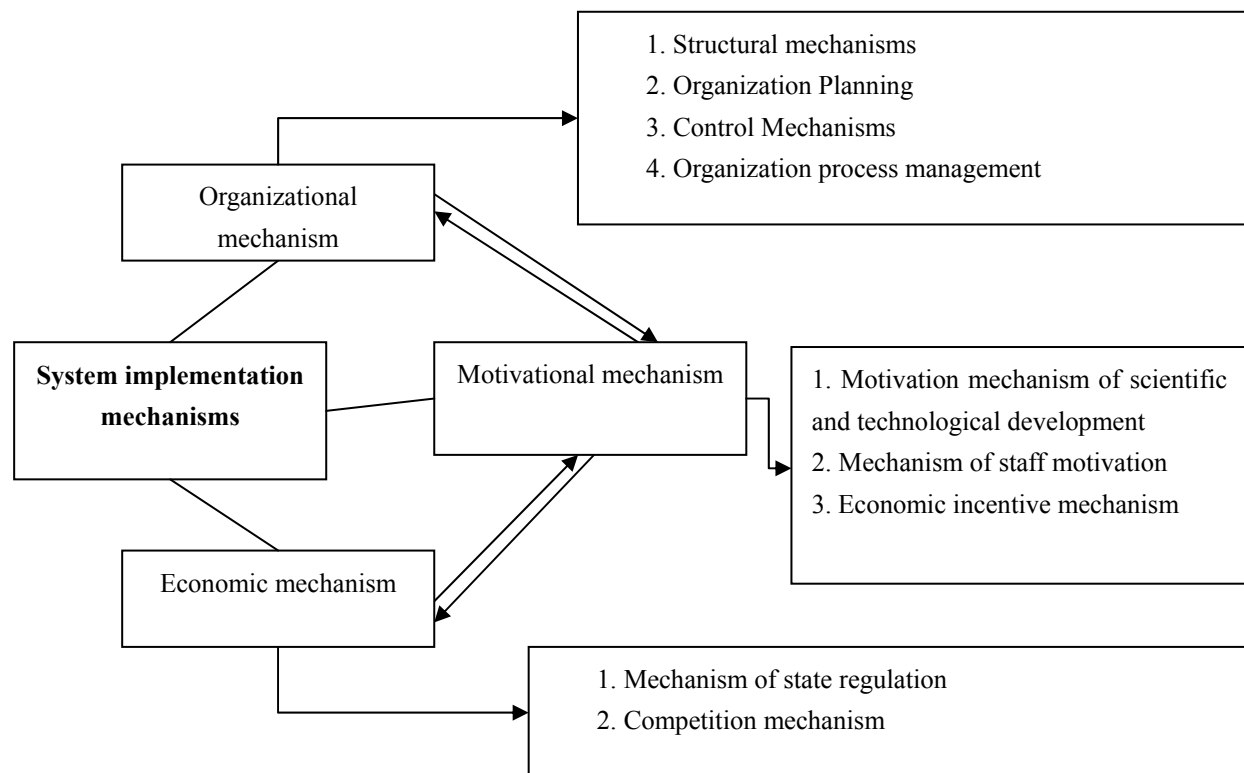 1. Structural mechanisms
2. Organization Planning
3. Control Mechanisms
4. Organization process management
Organizational
mechanism
System implementation
mechanisms
Motivational mechanism
1. Motivation mechanism of scientific
and technological development
2. Mechanism of staff motivation
3. Economic incentive mechanism
Economic mechanism
1. Mechanism of state regulation
2. Competition mechanism